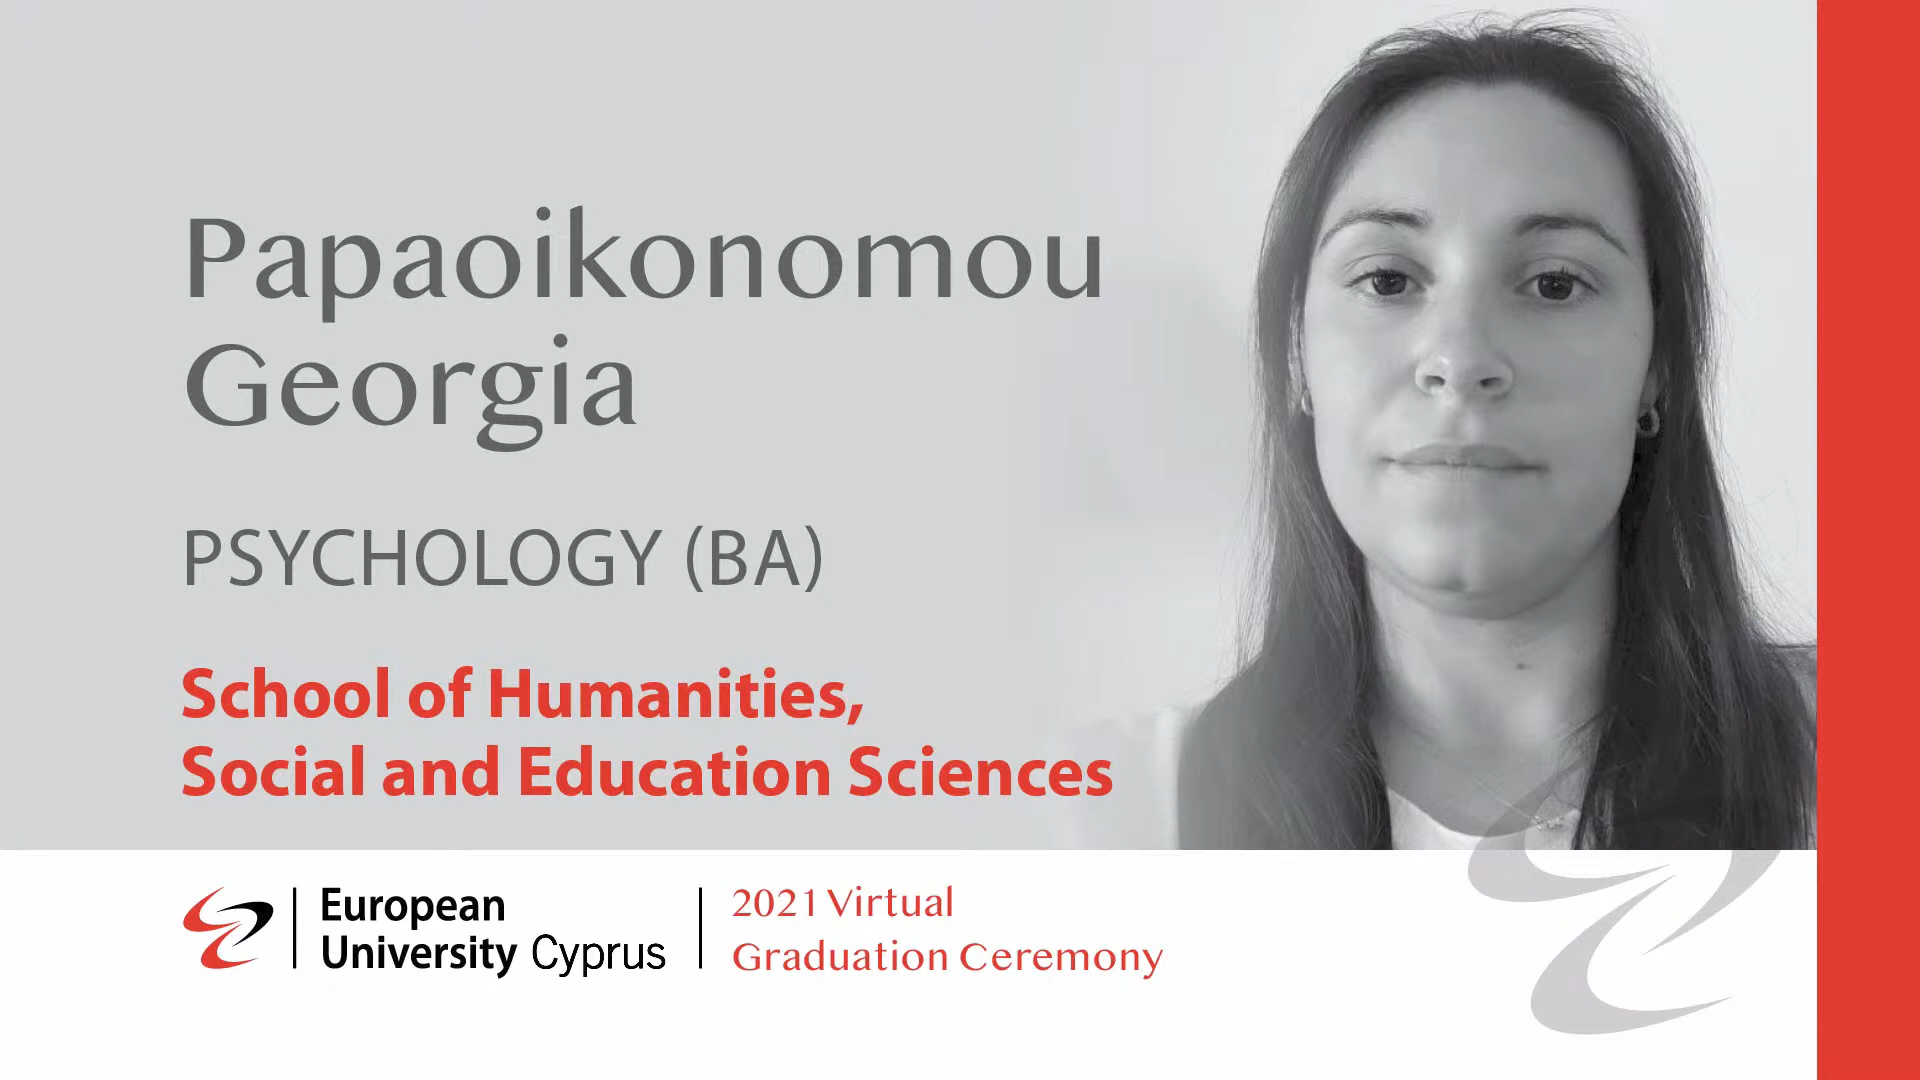 Papaoikonomou
Georgia
PSYCHOLOGY (BA)
School of Humanities,
Social and Education Sciences
European
University Cyprus
2021 Virtual
Graduation Ceremony